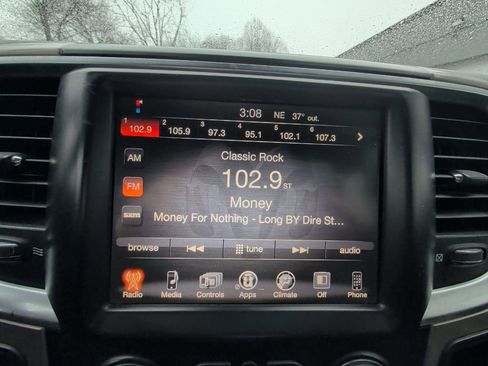 3:08 NE 37° out.
1 102.9 2 105.9 3 97.3 4 95.1 5 102.1 6 107.3
AM
Classic Rock
102.9 ST
FM
Money
sxm
Money For Nothing - Long BY Dire St...
browse tune audio
Radio Media Controls Apps Climate Off Phone